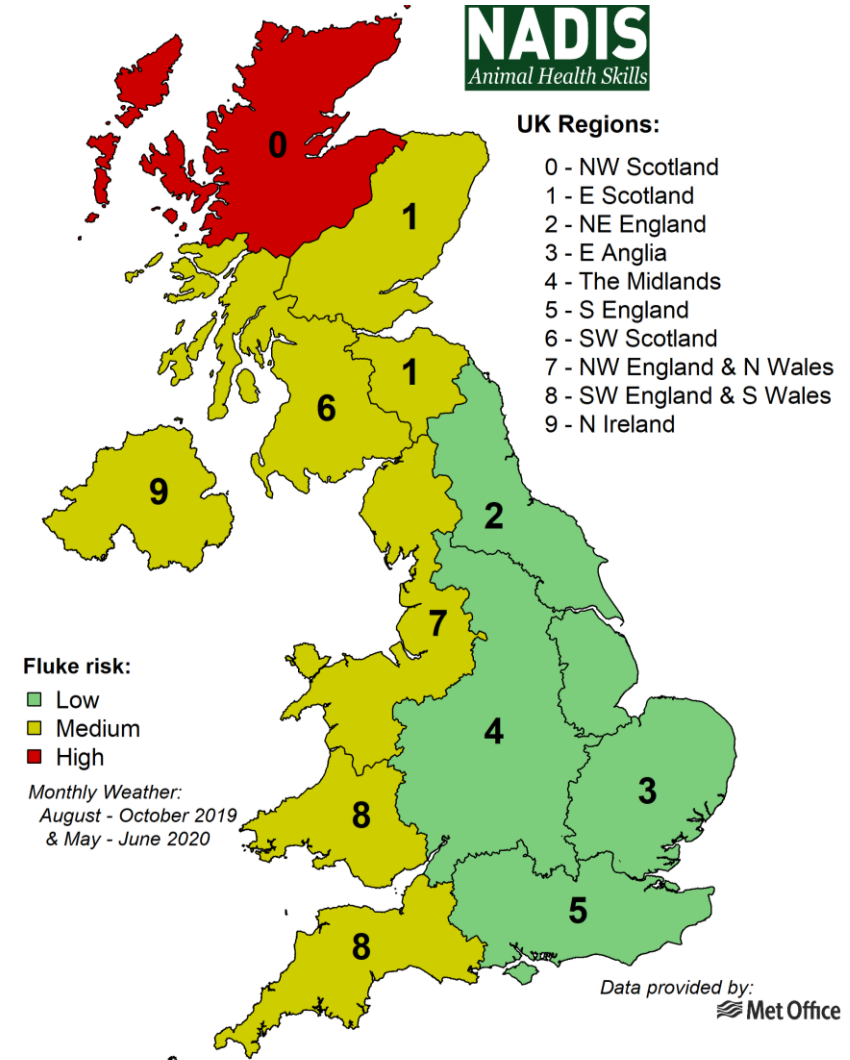 NADIS
Animal Health Skills
UK Regions:
0 - NW Scotland
1 - E Scotland
2 - NE England
3 - E Anglia
4 - The Midlands
5 - S England
6 - SW Scotland
7 - NW England & N Wales
8 - SW England & S Wales
9 - N Ireland
0
1
1
6
9
2
7
4
3
8
5
8
Fluke risk:
Low
Medium
High
Monthly Weather:
August - October 2019
& May - June 2020
Data provided by:
Met Office